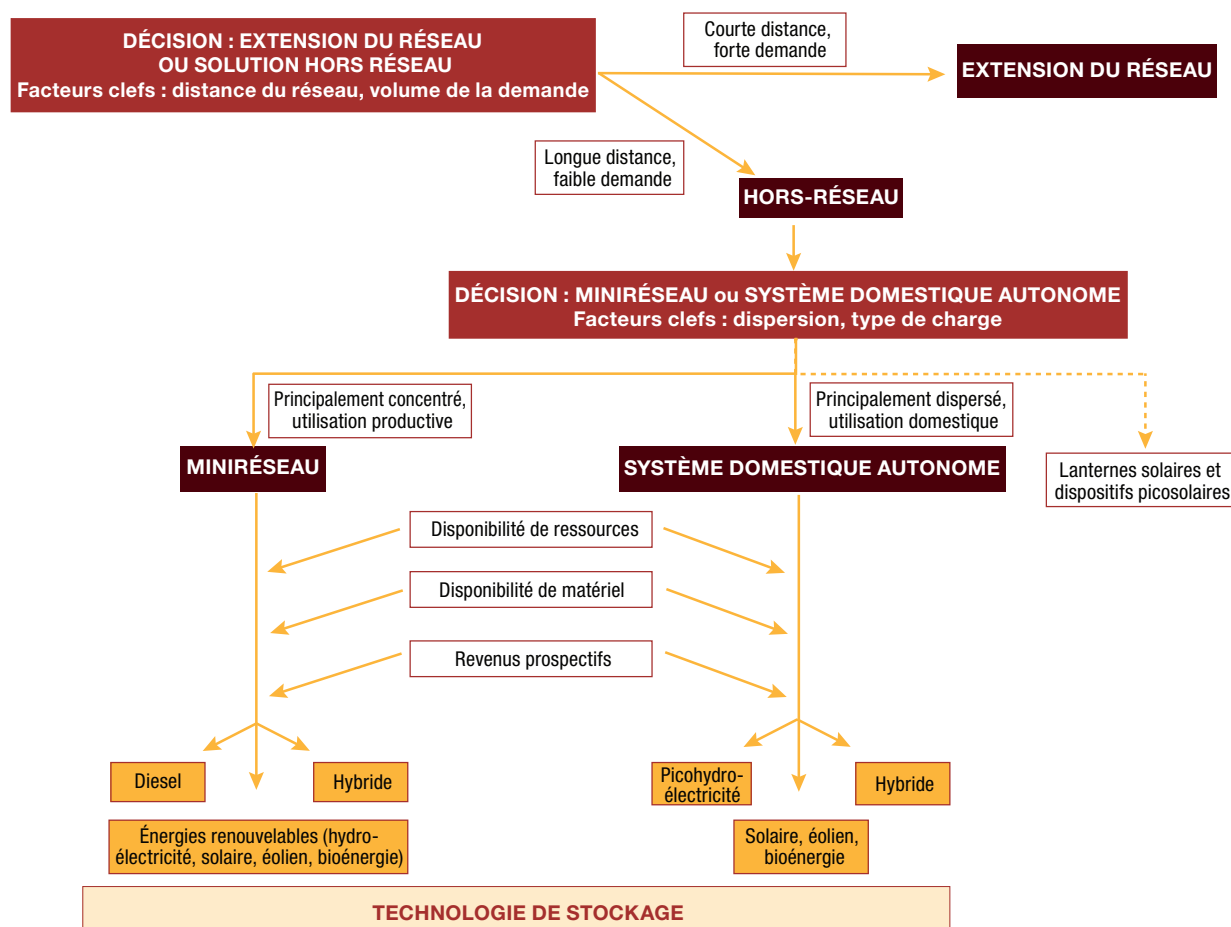 DÉCISION : EXTENSION DU RÉSEAU
OU SOLUTION HORS RÉSEAU
Facteurs clefs : distance du réseau, volume de la demande
Courte distance,
forte demande
EXTENSION DU RÉSEAU
Longue distance,
faible demande
HORS-RÉSEAU
DÉCISION : MINIRÉSEAU ou SYSTÈME DOMESTIQUE AUTONOME
Facteurs clefs : dispersion, type de charge
Principalement concentré,
utilisation productive
Principalement dispersé,
utilisation domestique
MINIRÉSEAU
SYSTÈME DOMESTIQUE AUTONOME
Lanternes solaires et
dispositifs picosolaires
Disponibilité de ressources
Disponibilité de matériel
Revenus prospectifs
Diesel
Hybride
Énergies renouvelables (hydro-
électricité, solaire, éolien, bioénergie)
Picohydro-
électricité
Hybride
Solaire, éolien,
bioénergie
TECHNOLOGIE DE STOCKAGE